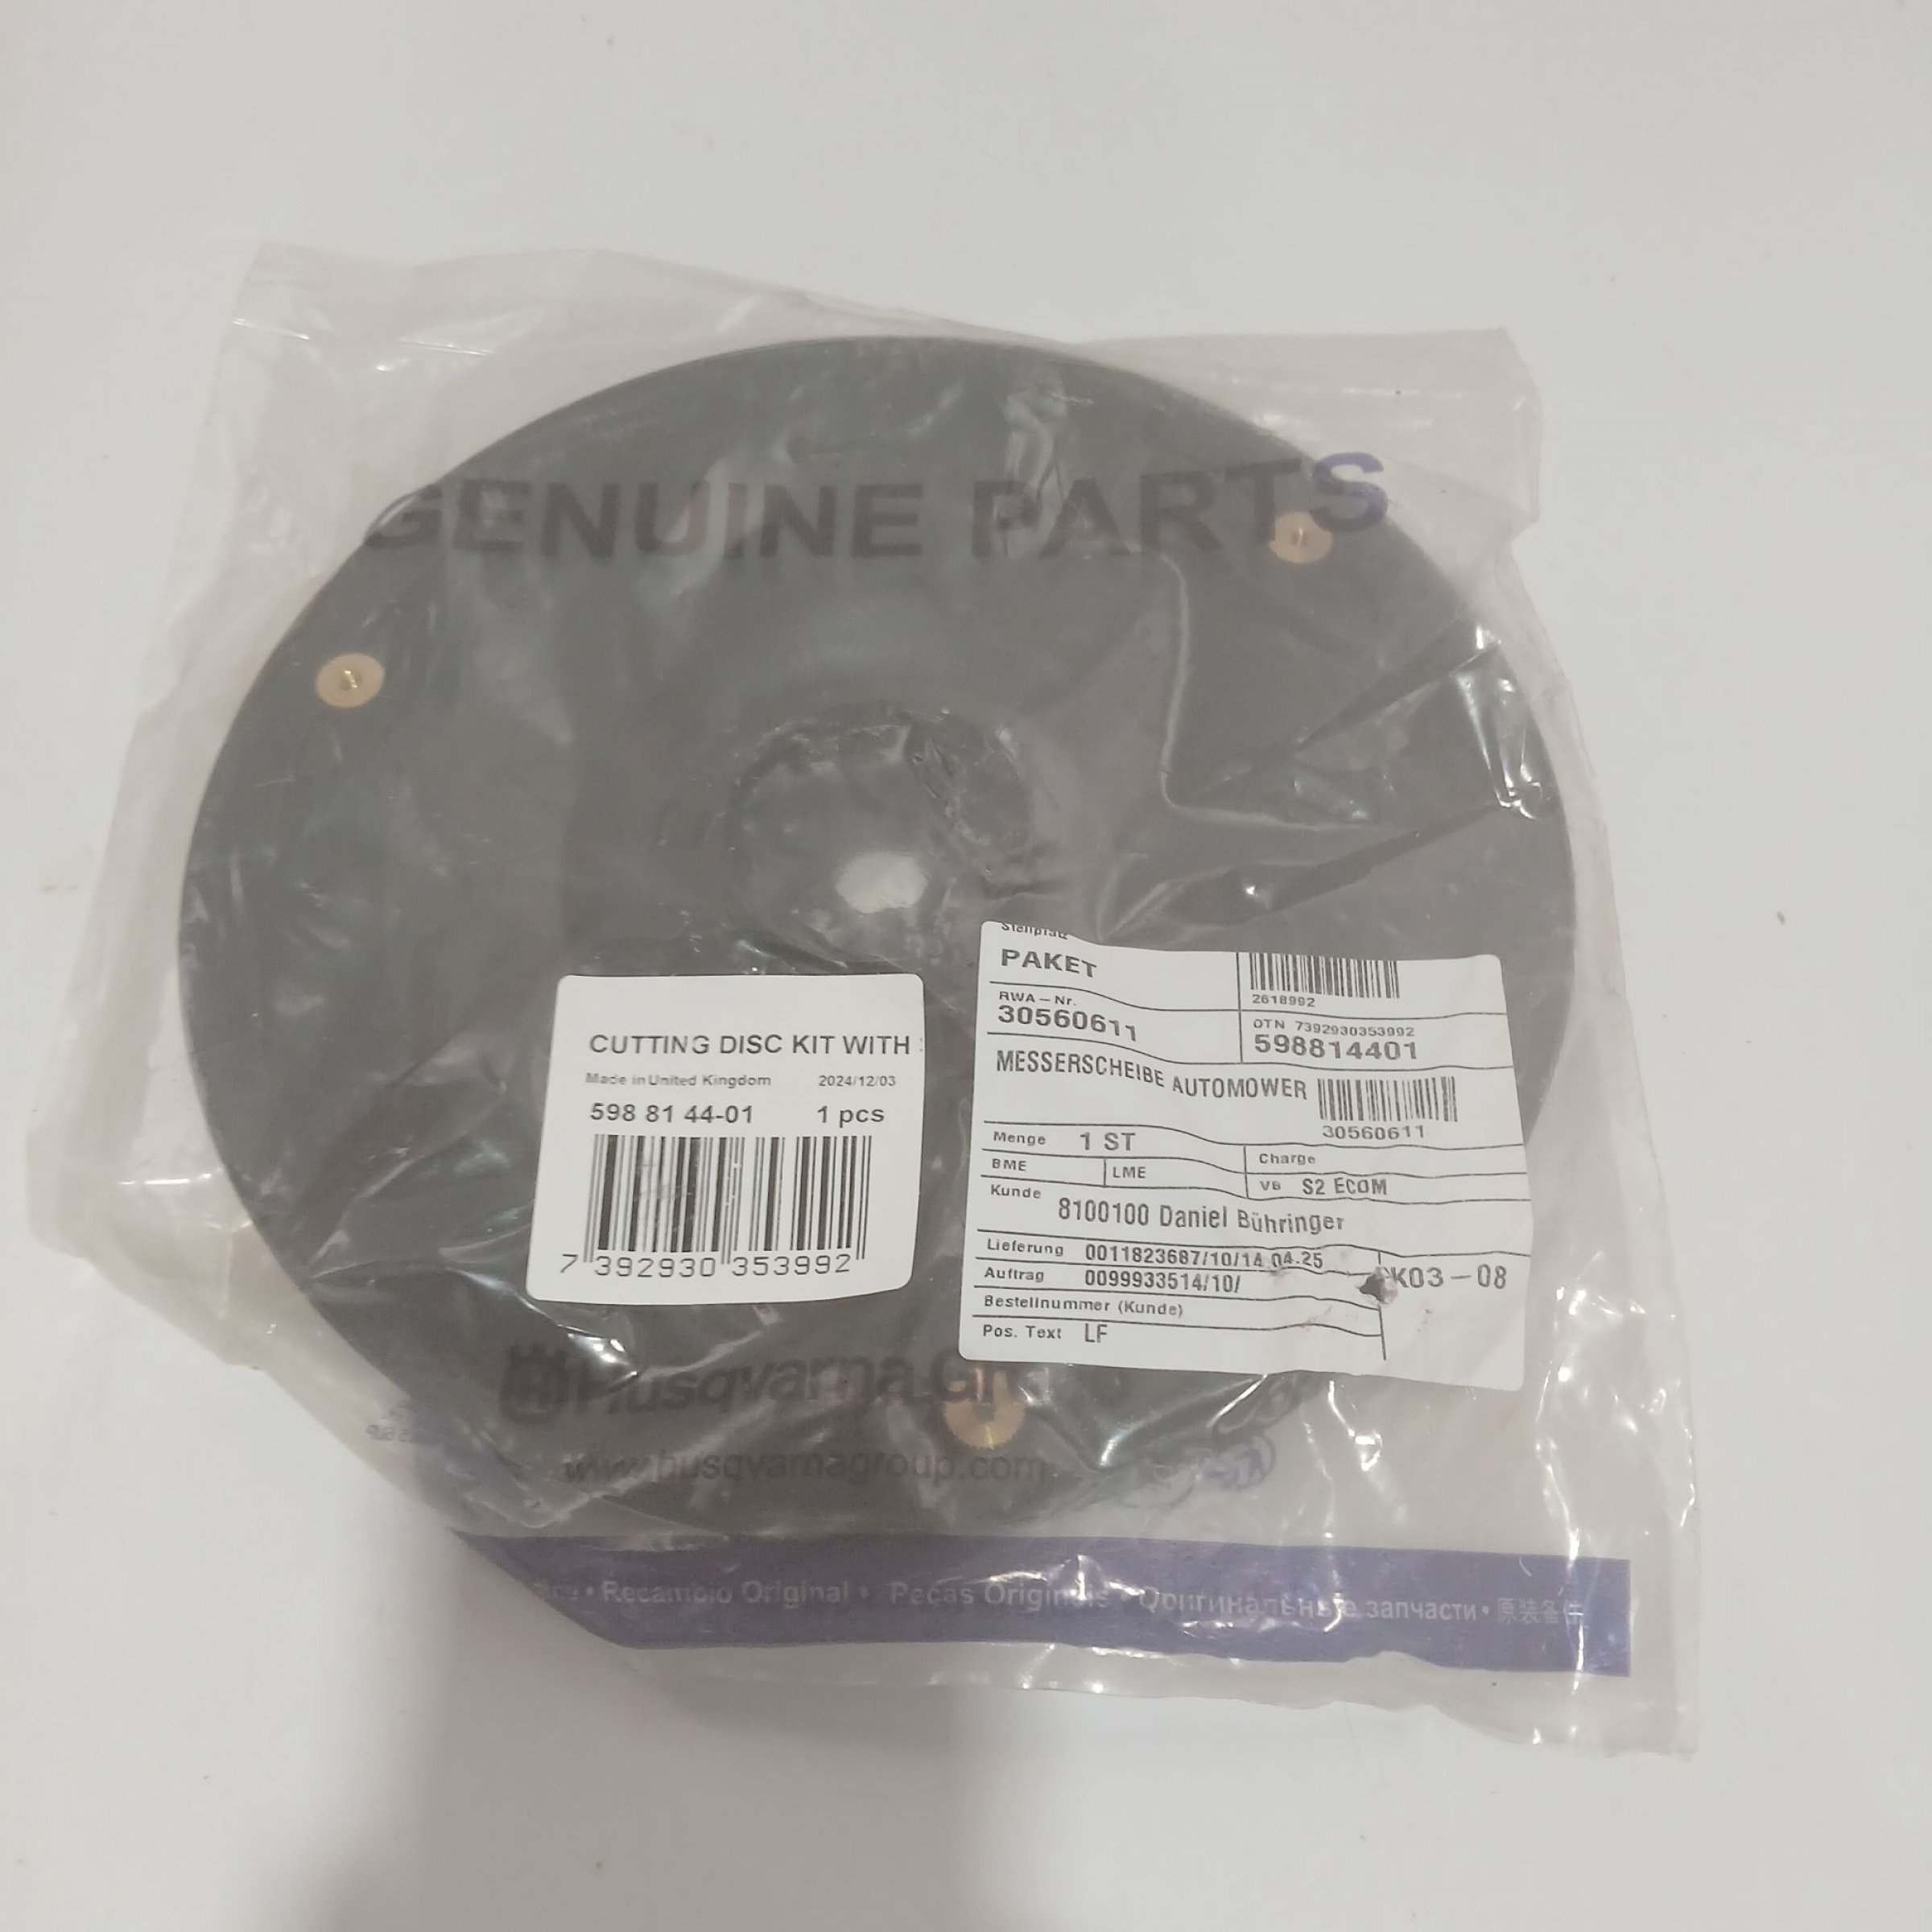 GENUINE PARTS
CUTTING DISC KIT WITH
Made in United Kingdom 2024/12/03
598 81 44-01 1 pcs
7 392930 353992
PAKET
2618992
RWA-Nr.
30560611
OTN 7392930353992
598814401
MESSERSCHEIBE AUTOMOWER
30560611
Menge 1 ST
BME LME
Charge
VB S2 ECOM
Kunde 8100100 Daniel Bühringer
Lieferung 0011823687/10/14.04.25
Auftrag 0099933514/10/
K03-08
Bestellnummer (Kunde)
Pos. Text LF
Husqvarna
www.husqvarnagroup.com
• Recambio Original • Peças Originais • Оригинальные запчасти • 原装备件